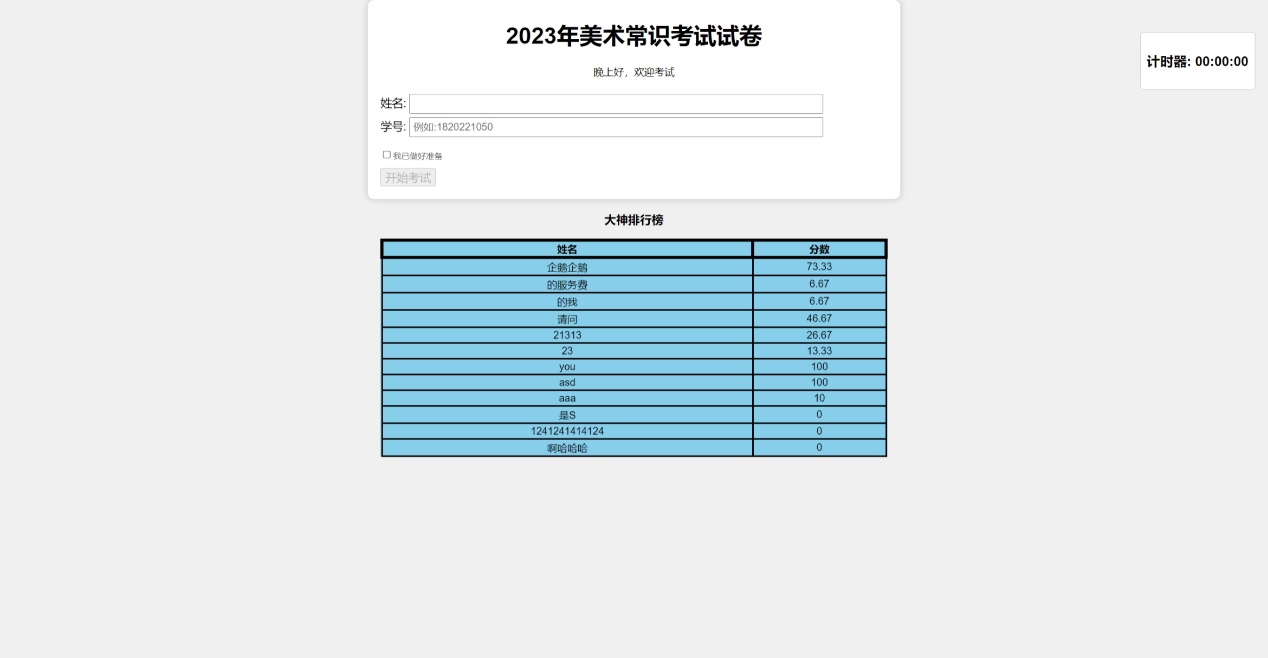 2023年美术常识考试试卷
晚上好，欢迎考试
计时器: 00:00:00
姓名:
学号: 例如:1820221050
我已做好准备
开始考试
大神排行榜
姓名 分数
企鹅企鹅 73.33
的服务费 6.67
的我 6.67
请问 46.67
21313 26.67
23 13.33
you 100
asd 100
aaa 10
是S 0
1241241414124 0
啊哈哈哈 0